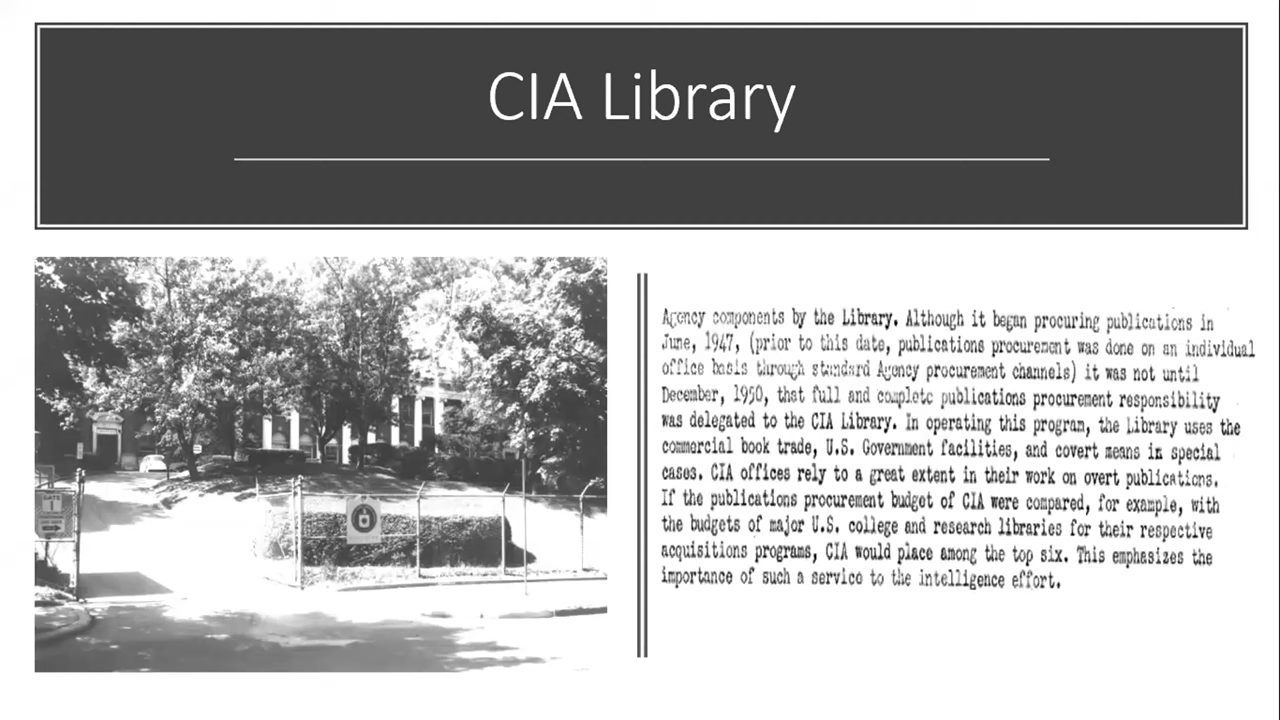 CIA Library
GATE
1
Agency components by the Library. Although it began procuring publications in
June, 1947, (prior to this date, publications procurement was done on an individual
office basis through standard Agency procurement channels) it was not until
December, 1950, that full and complete publications procurement responsibility
was delegated to the CIA Library. In operating this program, the Library uses the
commercial book trade, U.S. Government facilities, and covert means in special
cases. CIA offices rely to a great extent in their work on overt publications.
If the publications procurement budget of CIA were compared, for example, with
the budgets of major U.S. college and research libraries for their respective
acquisitions programs, CIA would place among the top six. This emphasizes the
importance of such a service to the intelligence effort.